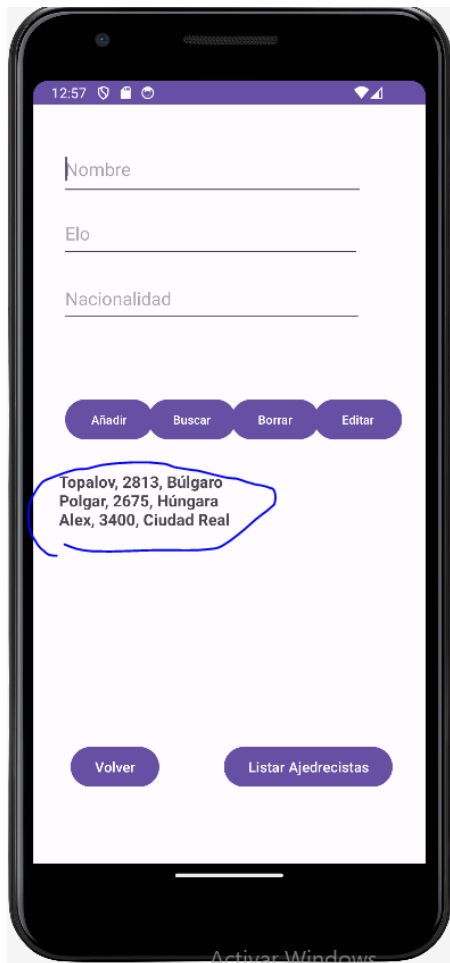 12:57
Nombre
Elo
Nacionalidad
Añadir Buscar Borrar Editar
Topalov, 2813, Búlgaro
Polgar, 2675, Húngara
Alex, 3400, Ciudad Real
Volver Listar Ajedrecistas
Activar Windows